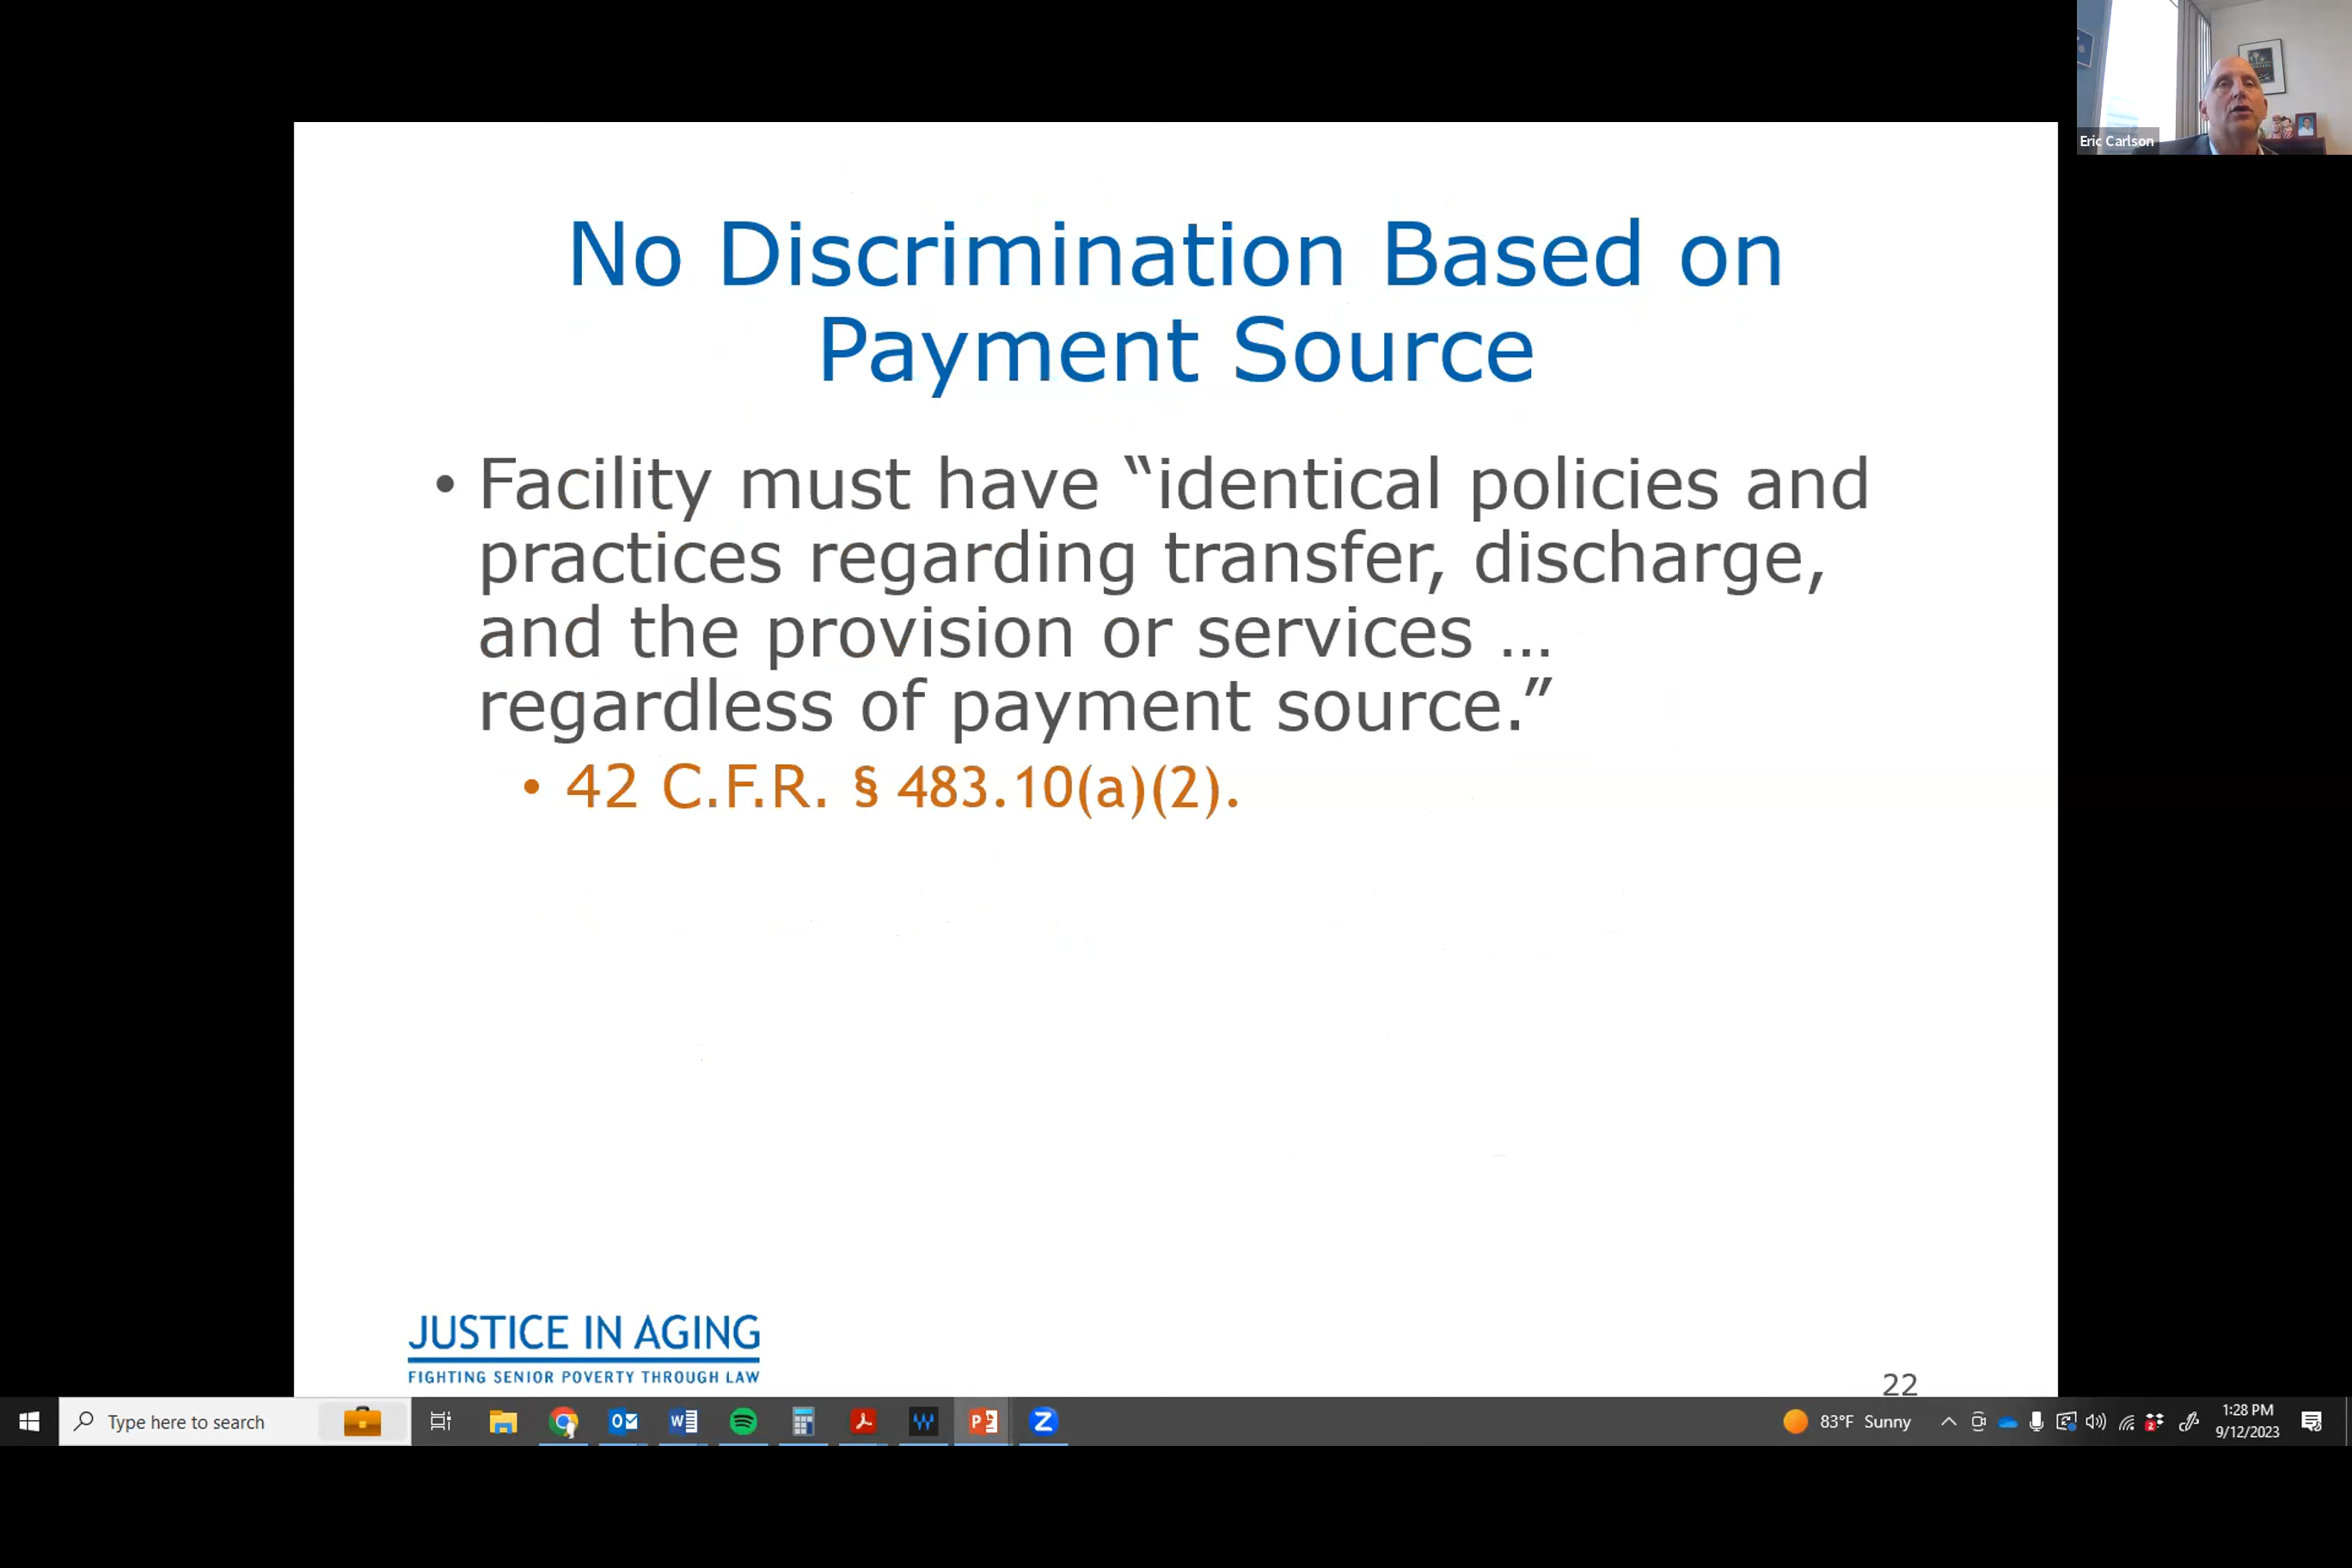 Eric Carlson
No Discrimination Based on
Payment Source
• Facility must have “identical policies and
practices regarding transfer, discharge,
and the provision or services ...
regardless of payment source.”
• 42 C.F.R. § 483.10(a)(2).
JUSTICE IN AGING
FIGHTING SENIOR POVERTY THROUGH LAW
22
Type here to search
83°F Sunny
1:28 PM
9/12/2023